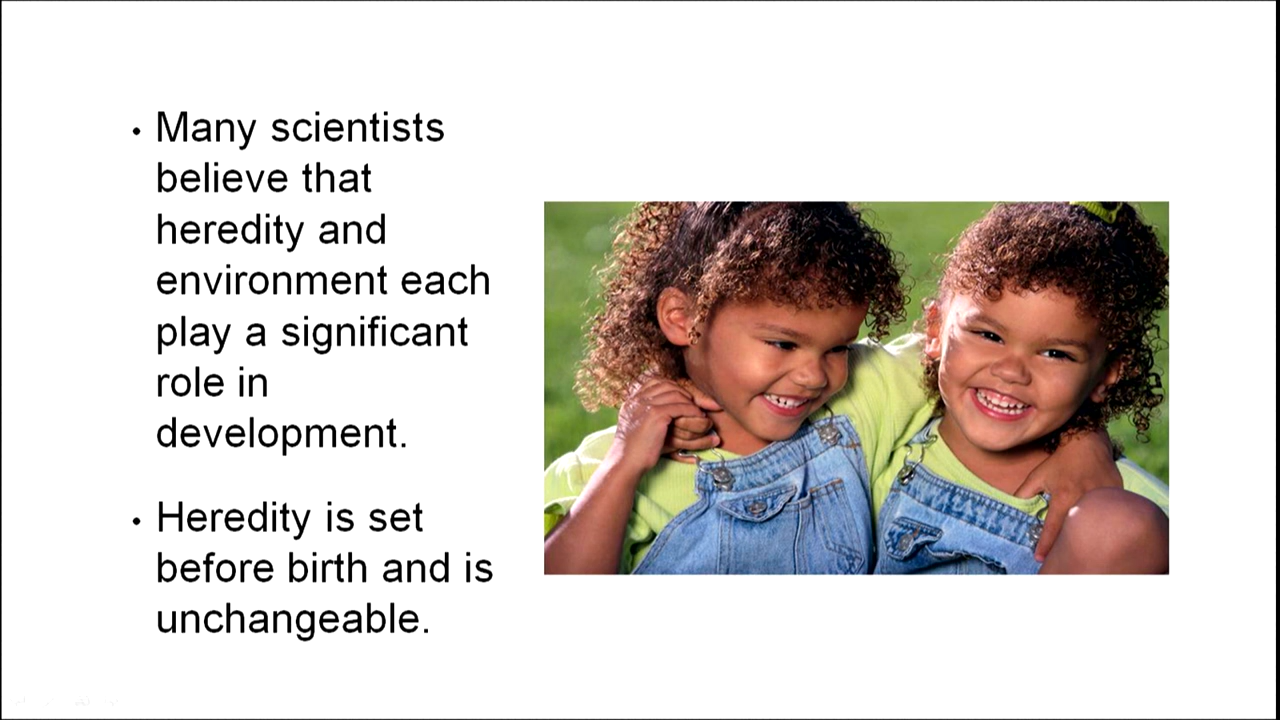 • Many scientists
believe that
heredity and
environment each
play a significant
role in
development.
• Heredity is set
before birth and is
unchangeable.